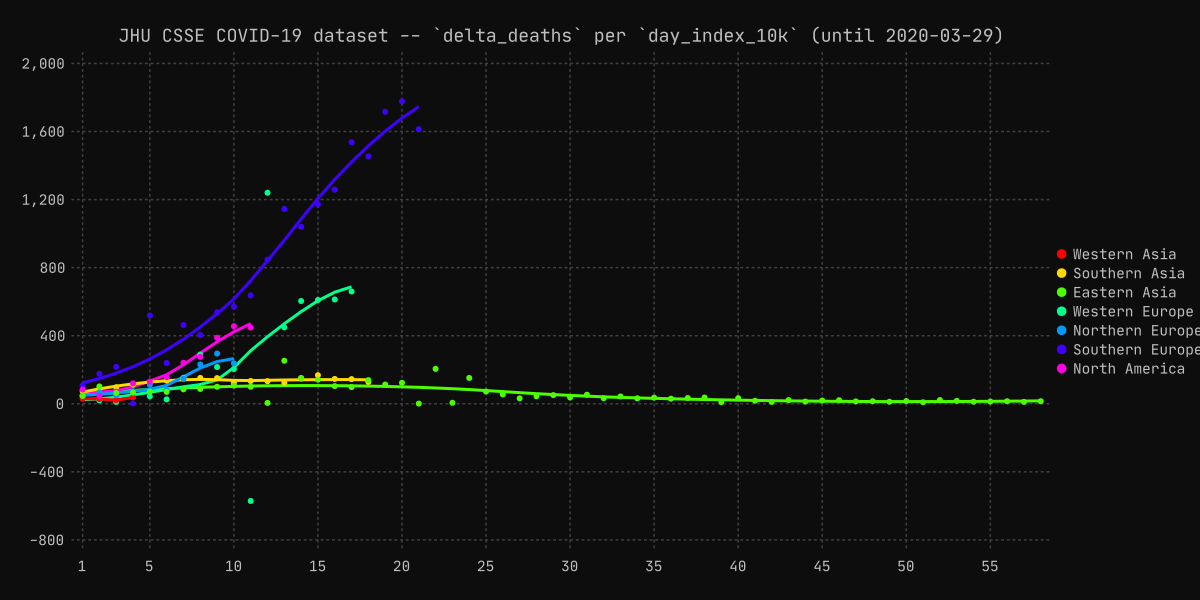 JHU CSSE COVID-19 dataset -- `delta_deaths` per `day_index_10k` (until 2020-03-29)
2,000
1,600
1,200
800
400
0
-400
-800
1 5 10 15 20 25 30 35 40 45 50 55
Western Asia
Southern Asia
Eastern Asia
Western Europe
Northern Europe
Southern Europe
North America